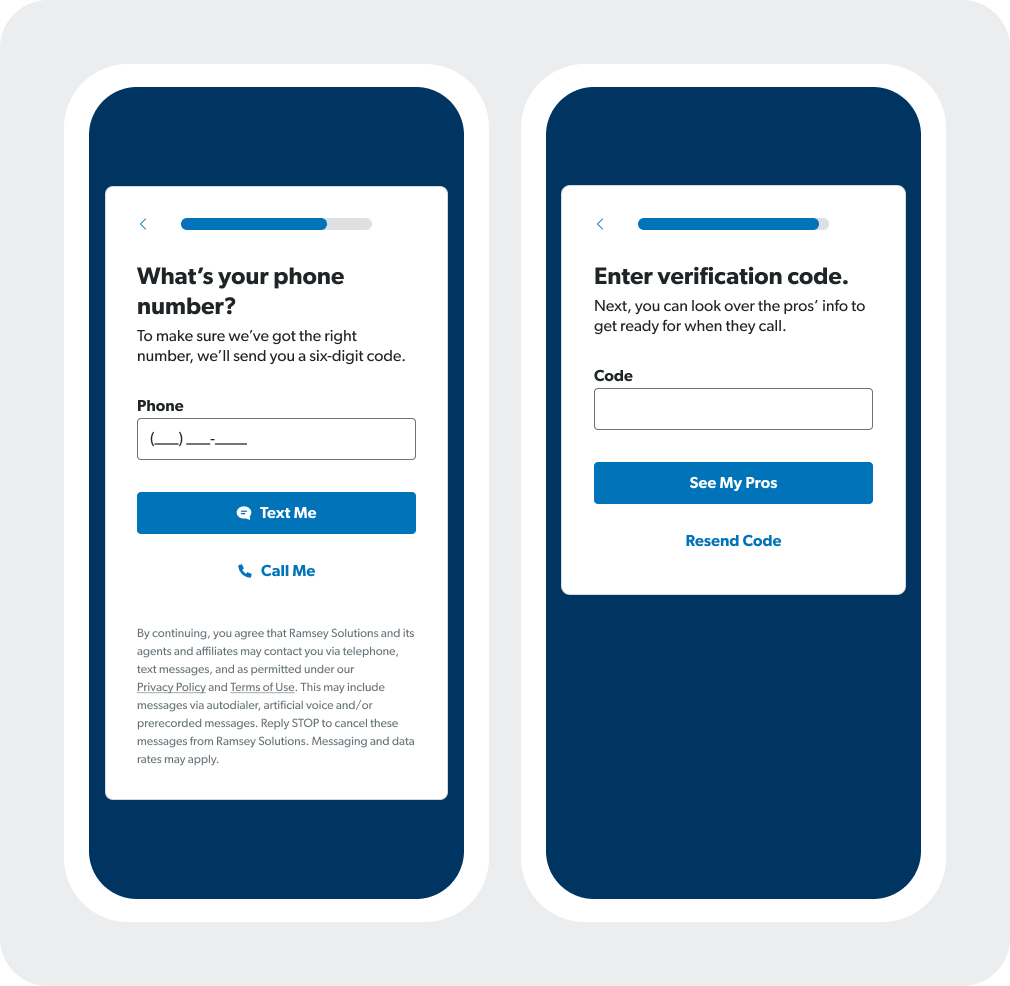 What's your phone
number?
To make sure we've got the right
number, we'll send you a six-digit code.
Phone
(___) ___-____
Text Me
Call Me
By continuing, you agree that Ramsey Solutions and its
agents and affiliates may contact you via telephone,
text messages, and as permitted under our
Privacy Policy and Terms of Use. This may include
messages via autodialer, artificial voice and/or
prerecorded messages. Reply STOP to cancel these
messages from Ramsey Solutions. Messaging and data
rates may apply.
Enter verification code.
Next, you can look over the pros' info to
get ready for when they call.
Code
See My Pros
Resend Code